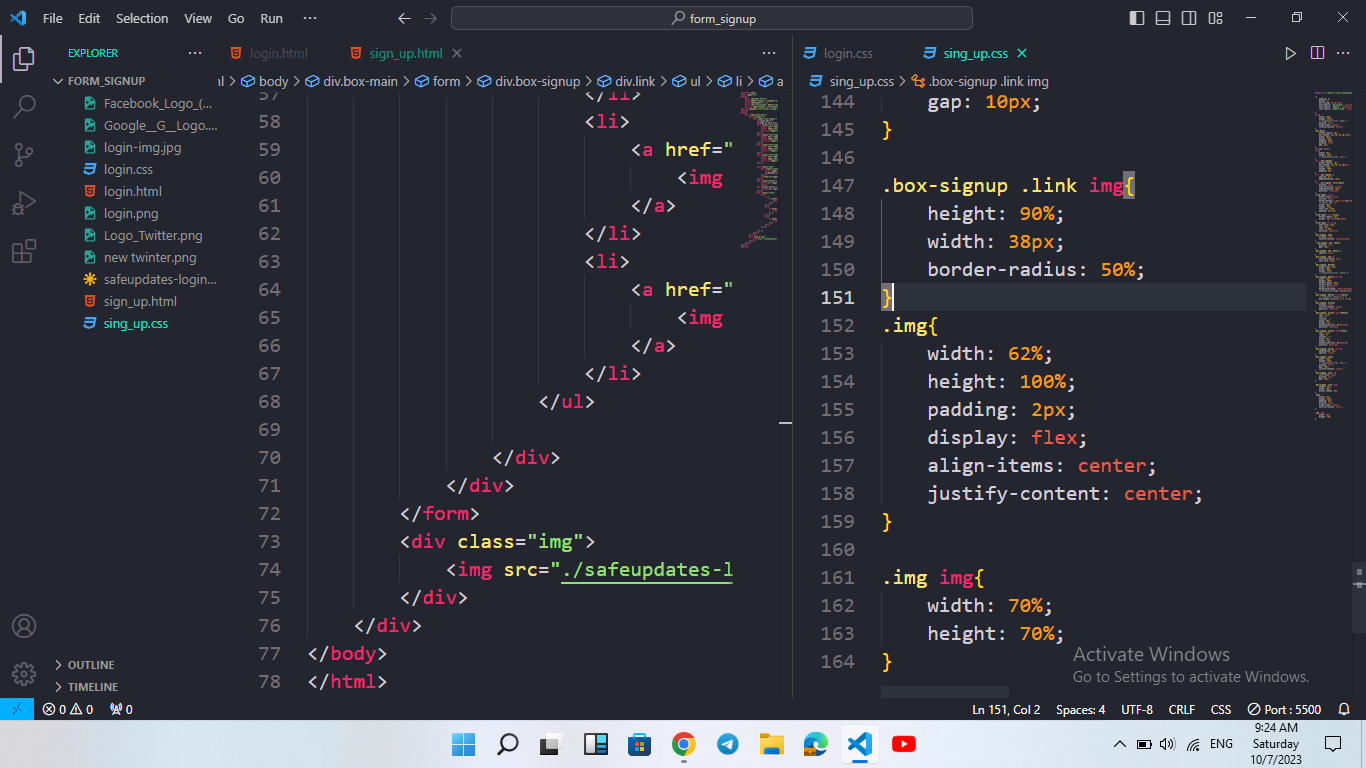 File Edit Selection View Go Run ···
form_signup
EXPLORER ···
FORM_SIGNUP
Facebook_Logo_(...
Google__G__Logo....
login-img.jpg
login.css
login.html
login.png
Logo_Twitter.png
new twinter.png
safeupdates-login...
sign_up.html
sing_up.css
OUTLINE
TIMELINE
login.html sign_up.html ···
ul > body > div.box-main > form > div.box-signup > div.link > ul > li > a
57 </li>
58 <li>
59 <a href="
60 <img
61 </a>
62 </li>
63 <li>
64 <a href="
65 <img
66 </a>
67 </li>
68 </ul>
69
70 </div>
71 </div>
72 </form>
73 <div class="img">
74 <img src="./safeupdates-l
75 </div>
76 </div>
77 </body>
78 </html>
login.css sing_up.css ···
sing_up.css > .box-signup .link img
144 gap: 10px;
145 }
146
147 .box-signup .link img{
148 height: 90%;
149 width: 38px;
150 border-radius: 50%;
151 }
152 .img{
153 width: 62%;
154 height: 100%;
155 padding: 2px;
156 display: flex;
157 align-items: center;
158 justify-content: center;
159 }
160
161 .img img{
162 width: 70%;
163 height: 70%;
164 }
Activate Windows
Go to Settings to activate Windows.
0 0 0
Ln 151, Col 2 Spaces: 4 UTF-8 CRLF CSS Port : 5500
ENG
9:24 AM
Saturday
10/7/2023